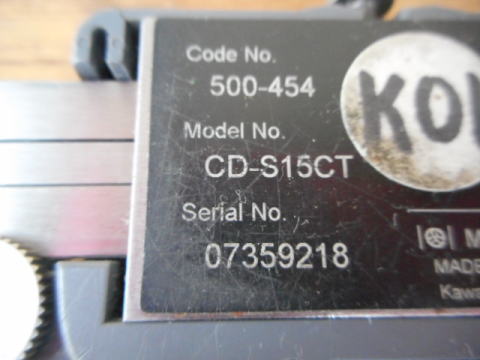 Code No.
500-454
Model No.
CD-S15CT
Serial No.
07359218
KO
M
MADE
Kawa